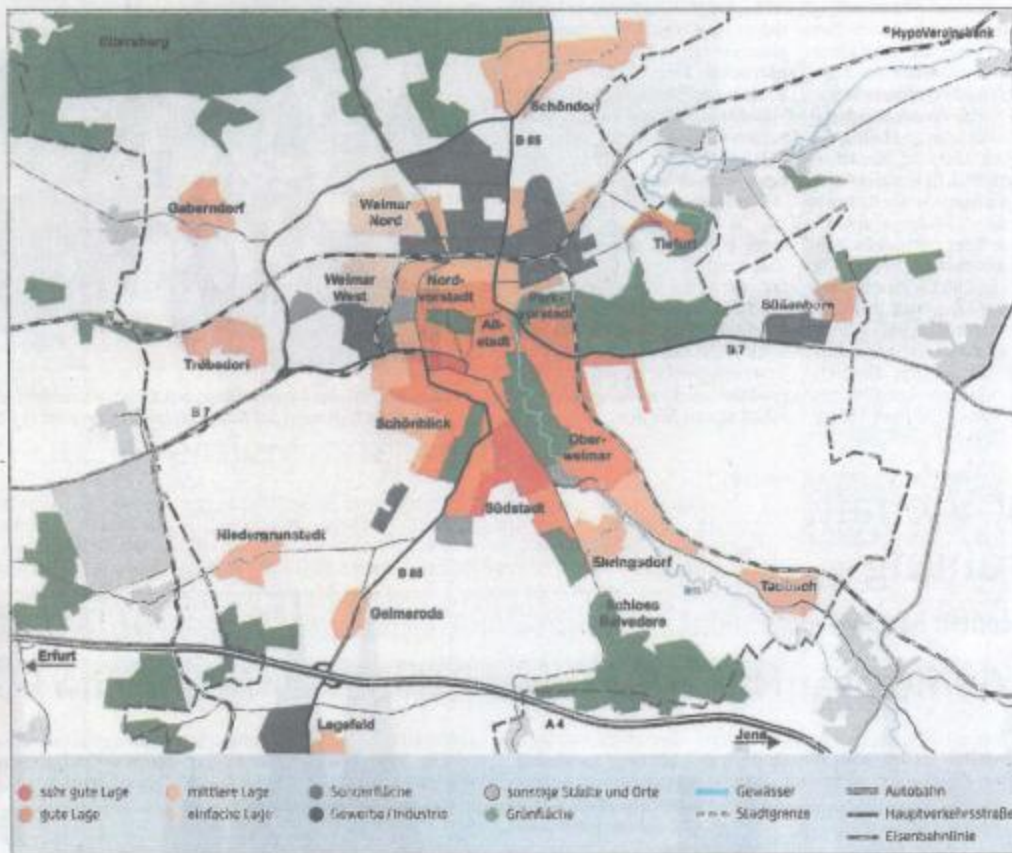 Ettersberg
©HypoVereinsbank
Schöndorf
B 85
Gaberndorf
Weimar
Nord
Tiefurt
Weimar
West
Nord-
vorstadt
Park-
vorstadt
Süßenborn
Alt-
stadt
Tröbsdorf
B 7
B 7
Schönblick
Ober-
weimar
Südstadt
Niedergrunstedt
Ehringsdorf
B 85
Taubach
Gelmeroda
Schloss
Belvedere
Erfurt
Legefeld
A 4
Jena
sehr gute Lage
mittlere Lage
Sonderfläche
sonstige Städte und Orte
Gewässer
Autobahn
gute Lage
einfache Lage
Gewerbe/Industrie
Grünfläche
Stadtgrenze
Hauptverkehrsstraße
Eisenbahnlinie